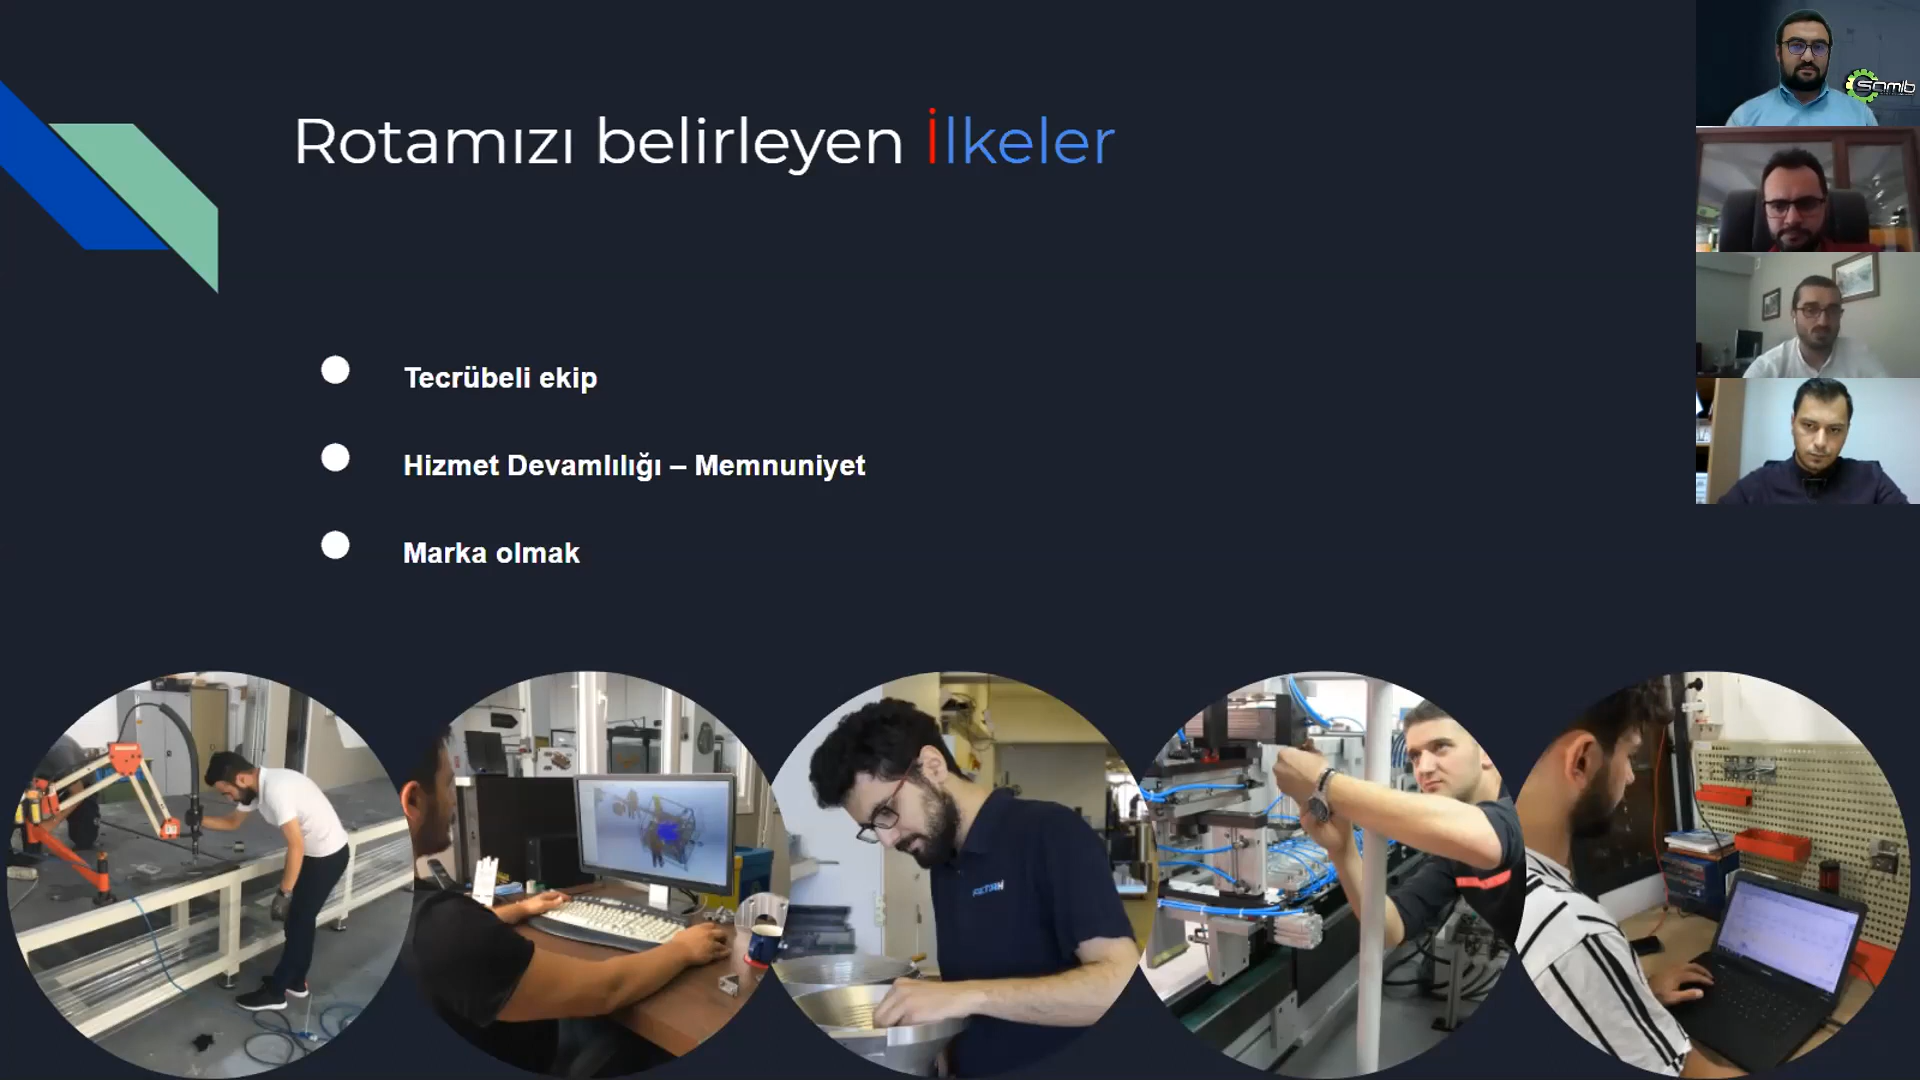 Rotamızı belirleyen İlkeler
Tecrübeli ekip
Hizmet Devamlılığı – Memnuniyet
Marka olmak